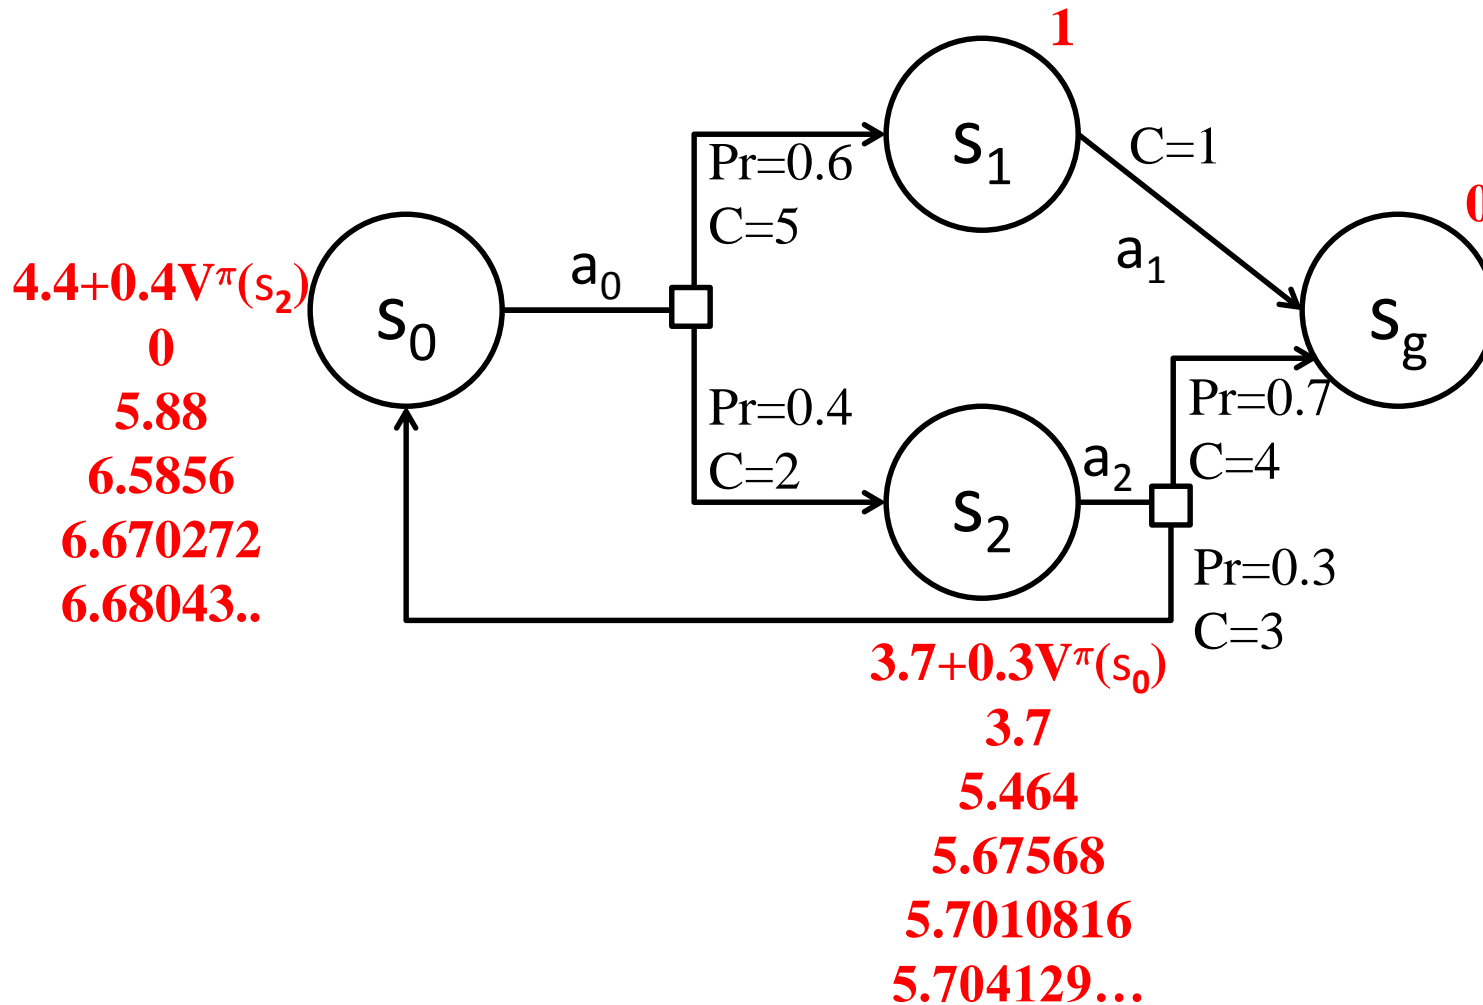 1
s1
C=1
Pr=0.6
C=5
a1
0
a0
4.4+0.4Vπ(s2)
s0
sg
0
5.88
6.5856
6.670272
6.68043..
Pr=0.4
C=2
s2
a2
Pr=0.7
C=4
Pr=0.3
C=3
3.7+0.3Vπ(s0)
3.7
5.464
5.67568
5.7010816
5.704129…